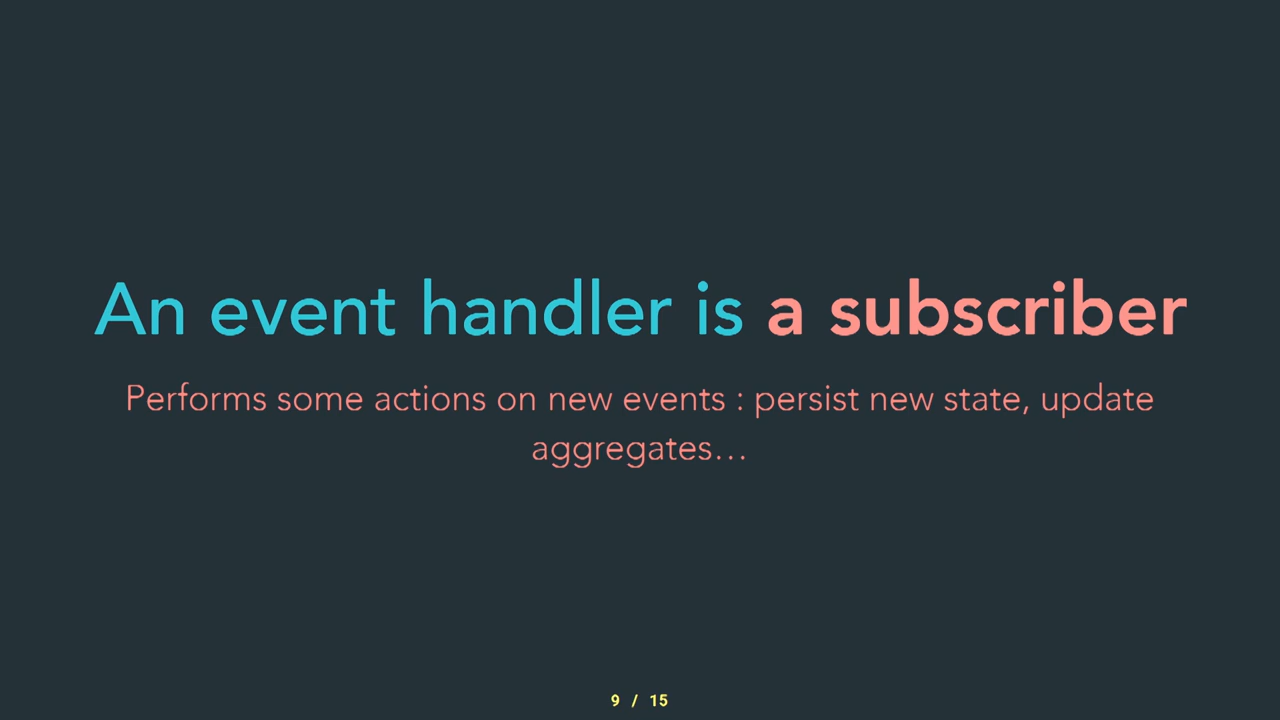 An event handler is a subscriber
Performs some actions on new events : persist new state, update
aggregates...
9 / 15